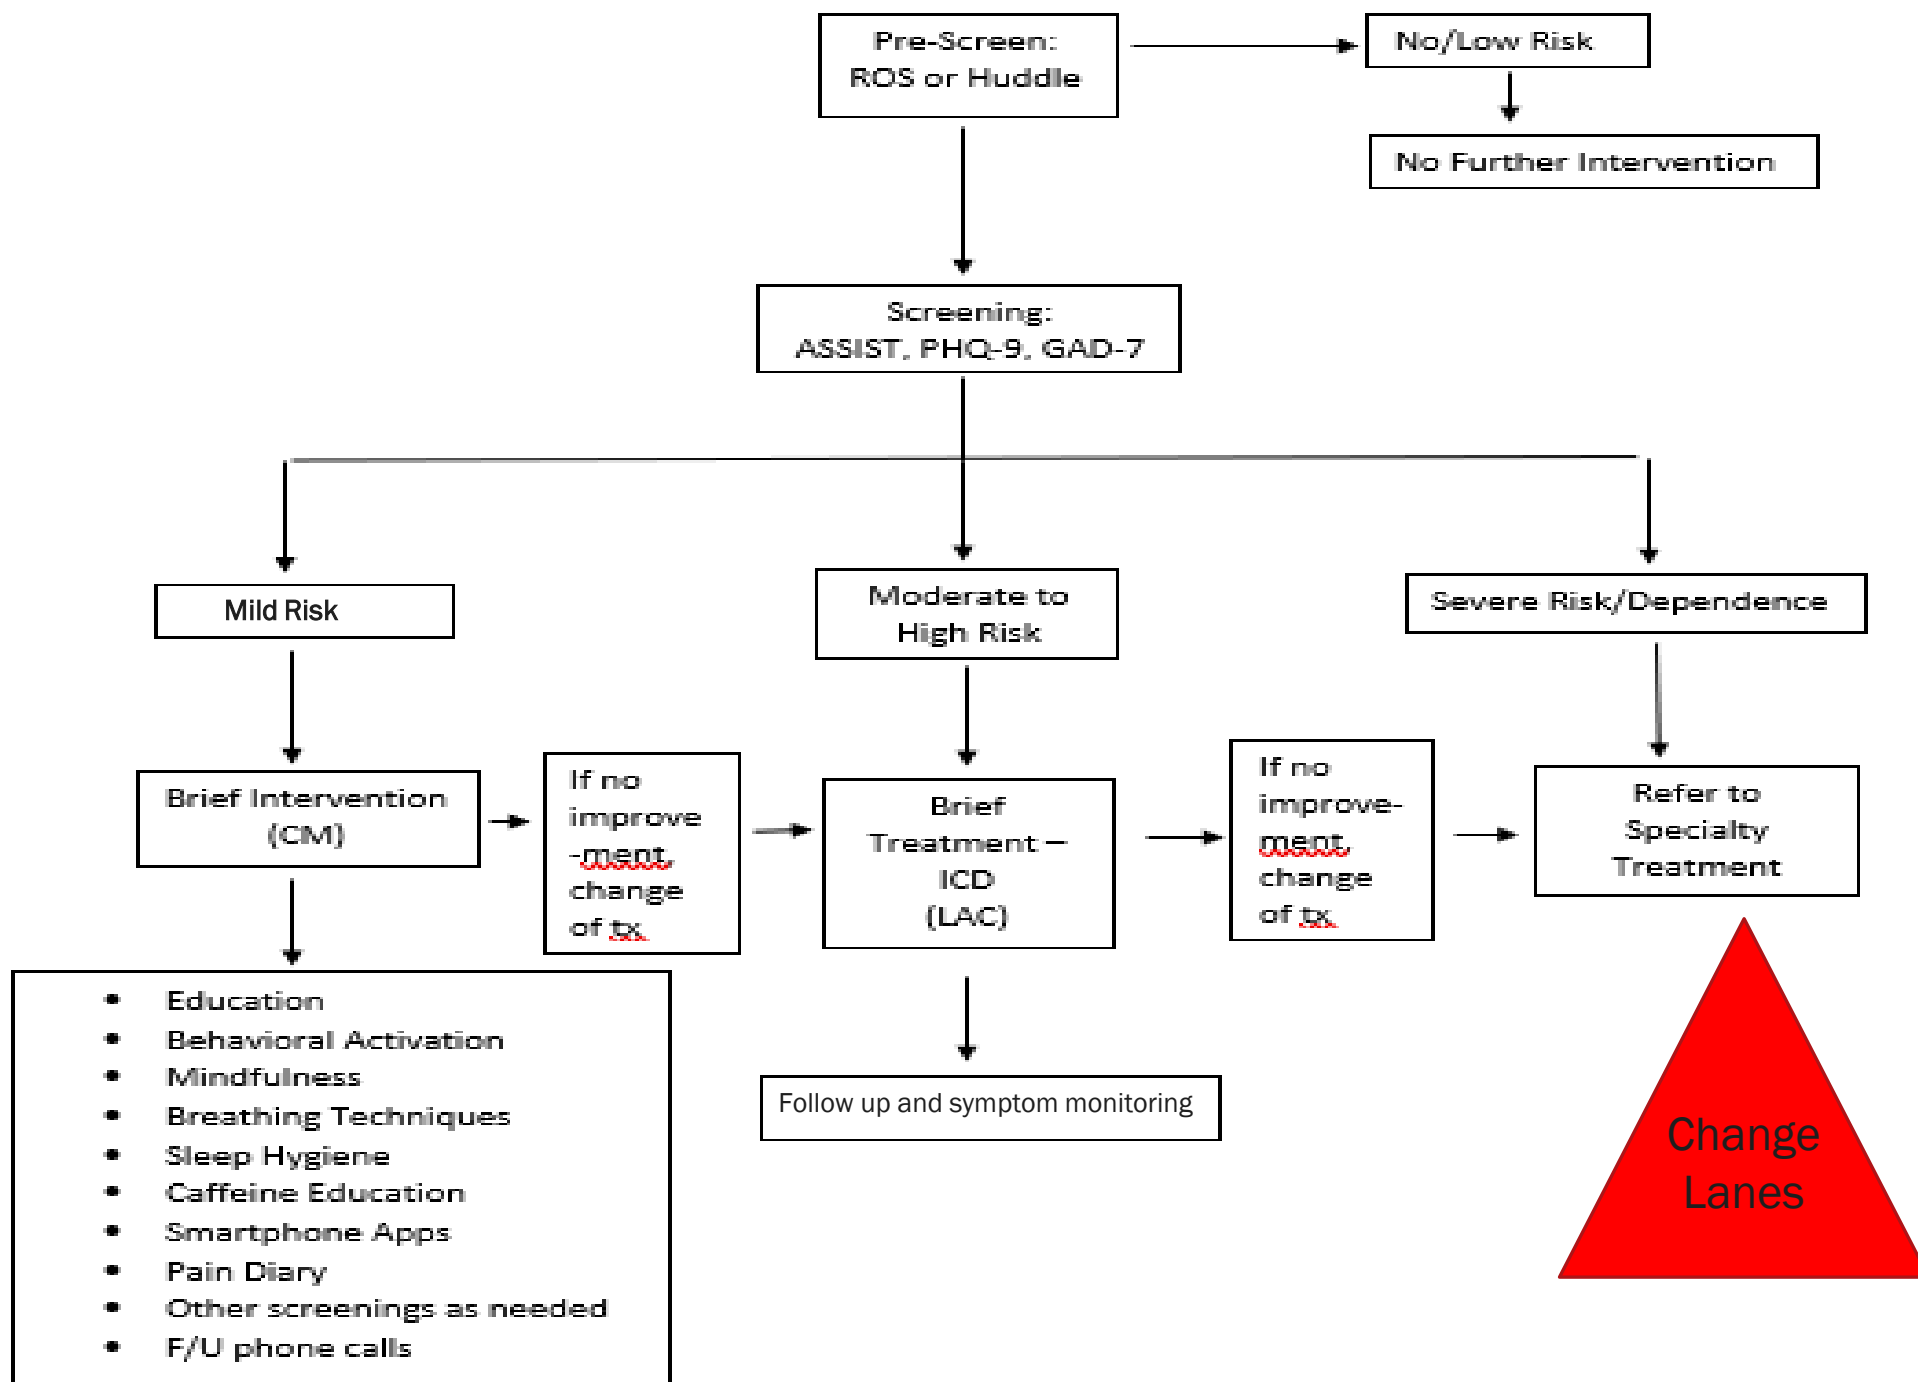 Pre-Screen:
ROS or Huddle
No/Low Risk
No Further Intervention
Screening:
ASSIST, PHQ-9, GAD-7
Mild Risk
Moderate to
High Risk
Severe Risk/Dependence
Brief Intervention
(CM)
If no
improve
-ment,
change
of tx
Brief
Treatment –
ICD
(LAC)
If no
improve-
ment,
change
of tx
Refer to
Specialty
Treatment
• Education
• Behavioral Activation
• Mindfulness
• Breathing Techniques
• Sleep Hygiene
• Caffeine Education
• Smartphone Apps
• Pain Diary
• Other screenings as needed
• F/U phone calls
Follow up and symptom monitoring
Change
Lanes